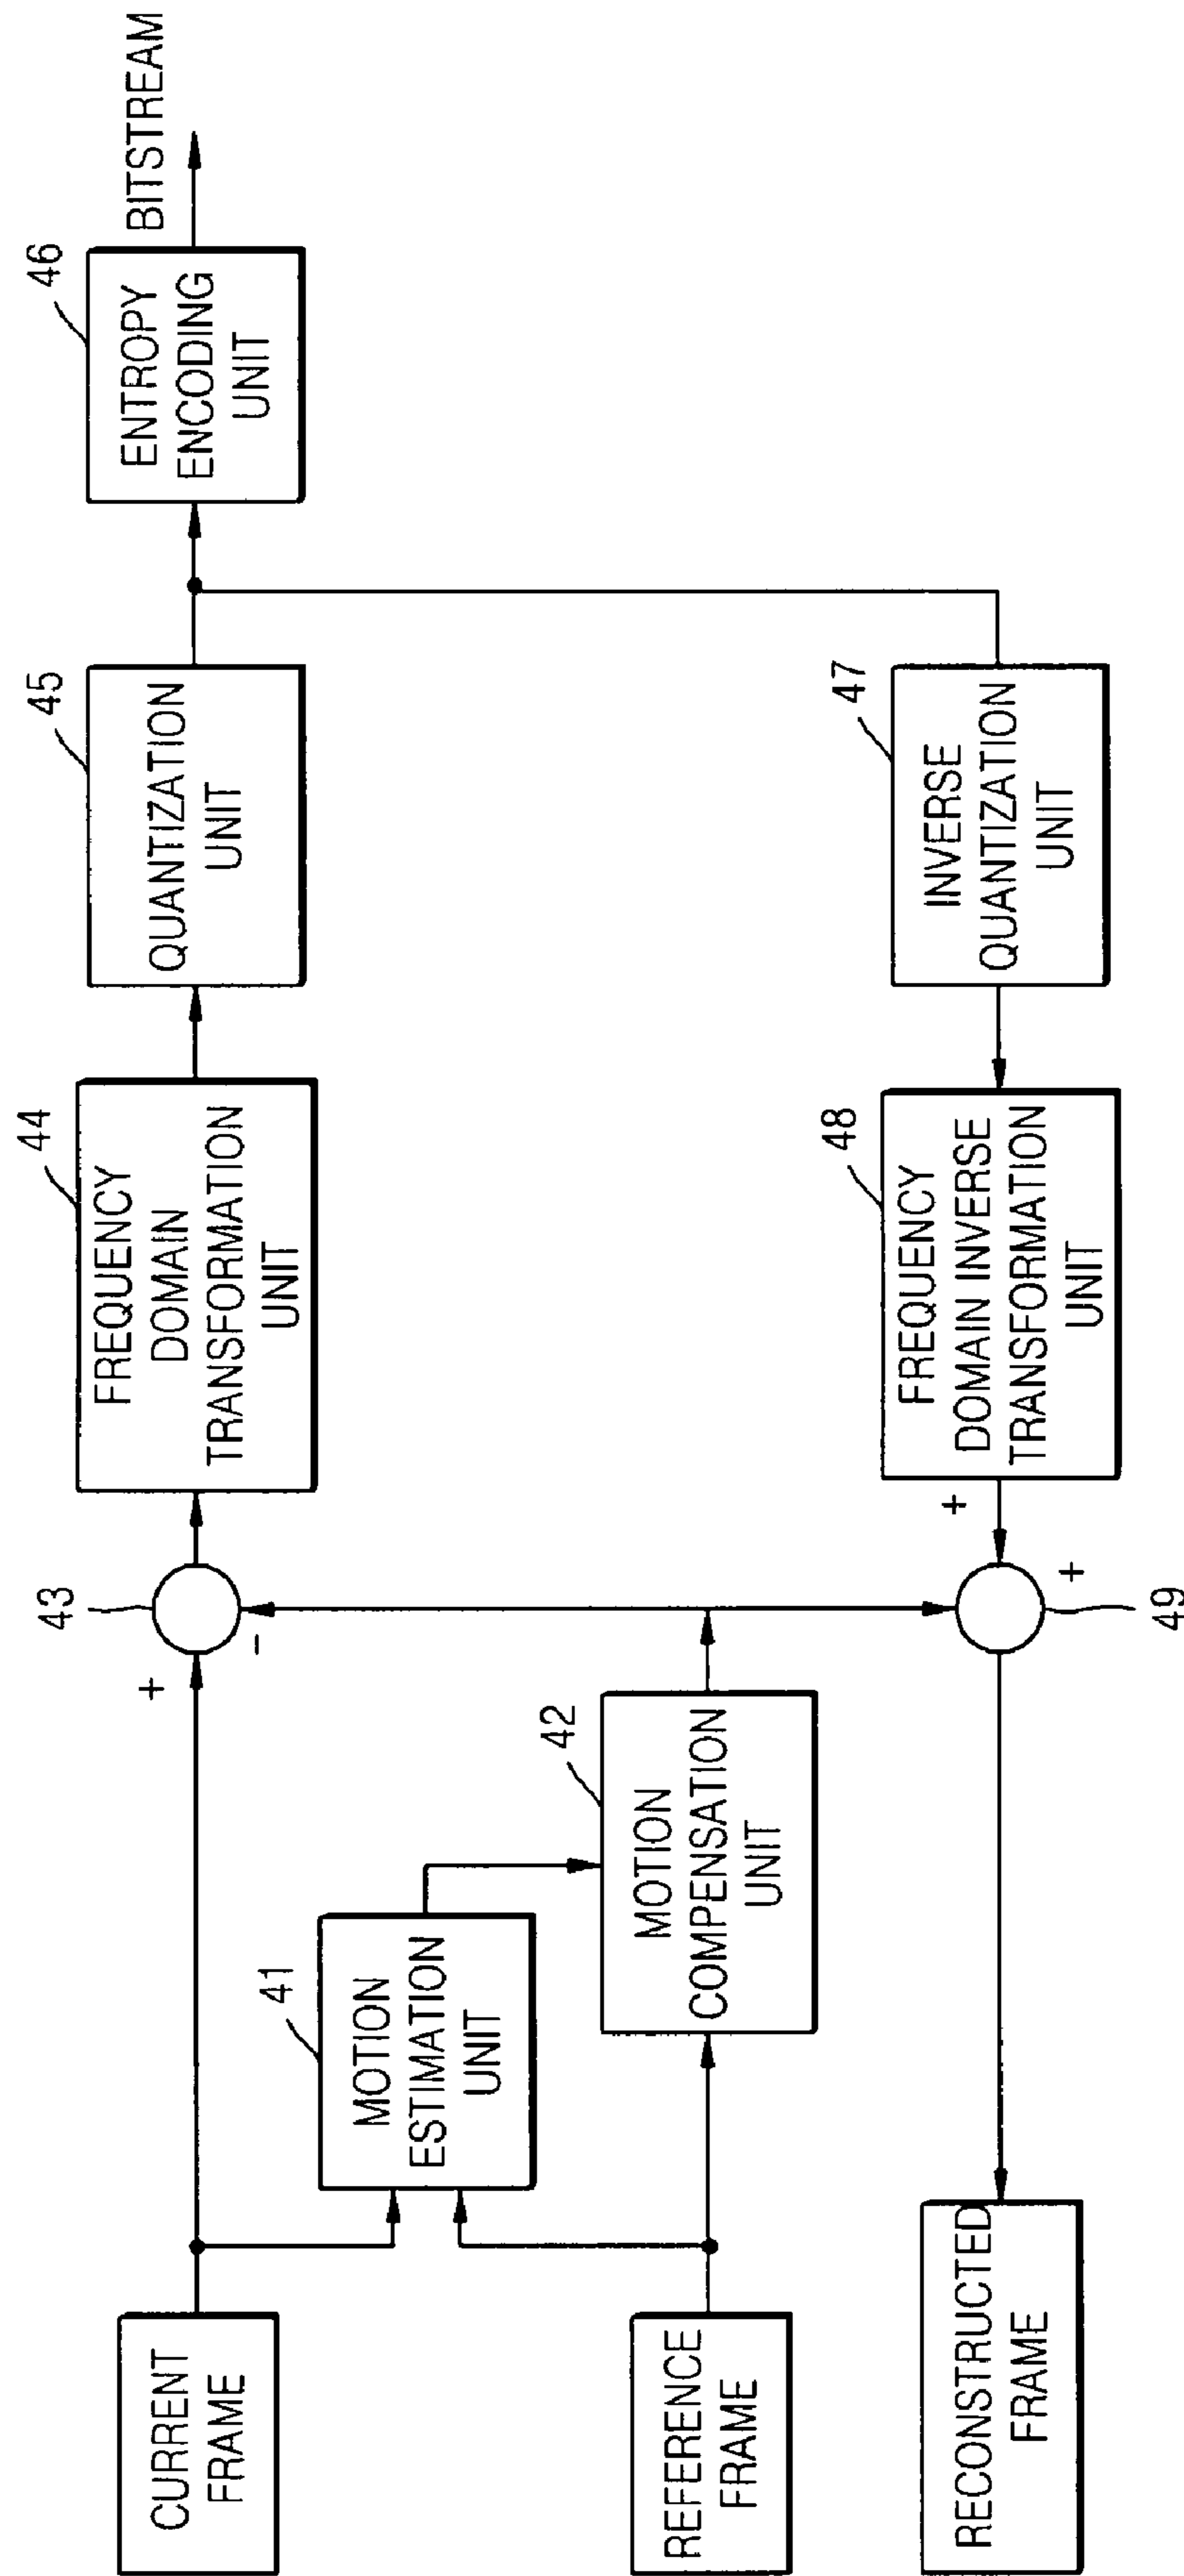 CURRENT
FRAME
+
-
43
FREQUENCY
DOMAIN
TRANSFORMATION
UNIT
44
QUANTIZATION
UNIT
45
ENTROPY
ENCODING
UNIT
46
BITSTREAM
MOTION
ESTIMATION
UNIT
41
REFERENCE
FRAME
MOTION
COMPENSATION
UNIT
42
RECONSTRUCTED
FRAME
+
+
49
FREQUENCY
DOMAIN INVERSE
TRANSFORMATION
UNIT
48
INVERSE
QUANTIZATION
UNIT
47